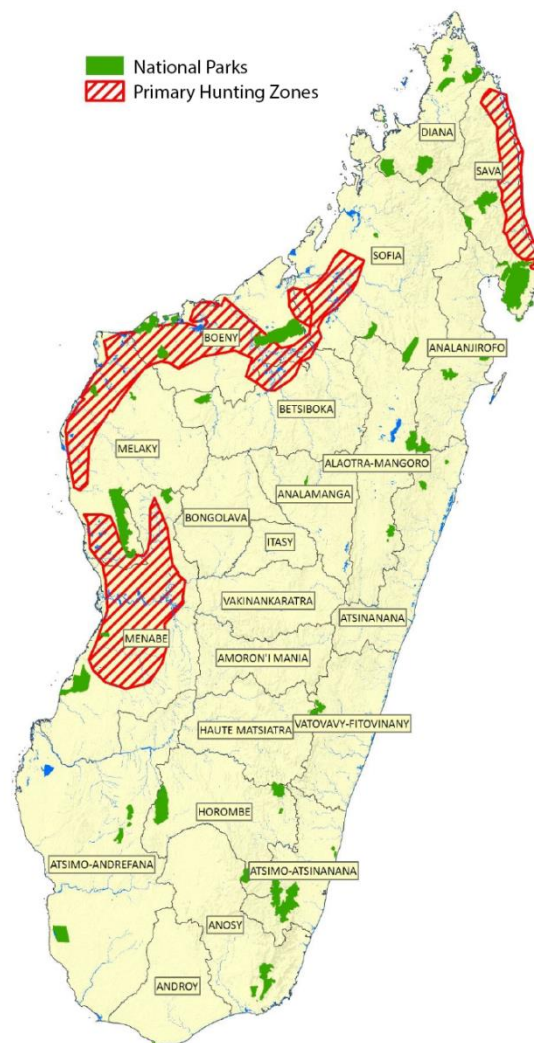 National Parks
Primary Hunting Zones
DIANA
SAVA
SOFIA
BOENY
ANALANJIROFO
BETSIBOKA
MELAKY
ALAOTRA-MANGORO
ANALAMANGA
BONGOLAVA
ITASY
VAKINANKARATRA
ATSINANANA
MENABE
AMORON'I MANIA
HAUTE MATSIATRA
VATOVAVY-FITOVINANY
HOROMBE
ATSIMO-ANDREFANA
ATSIMO-ATSINANANA
ANOSY
ANDROY